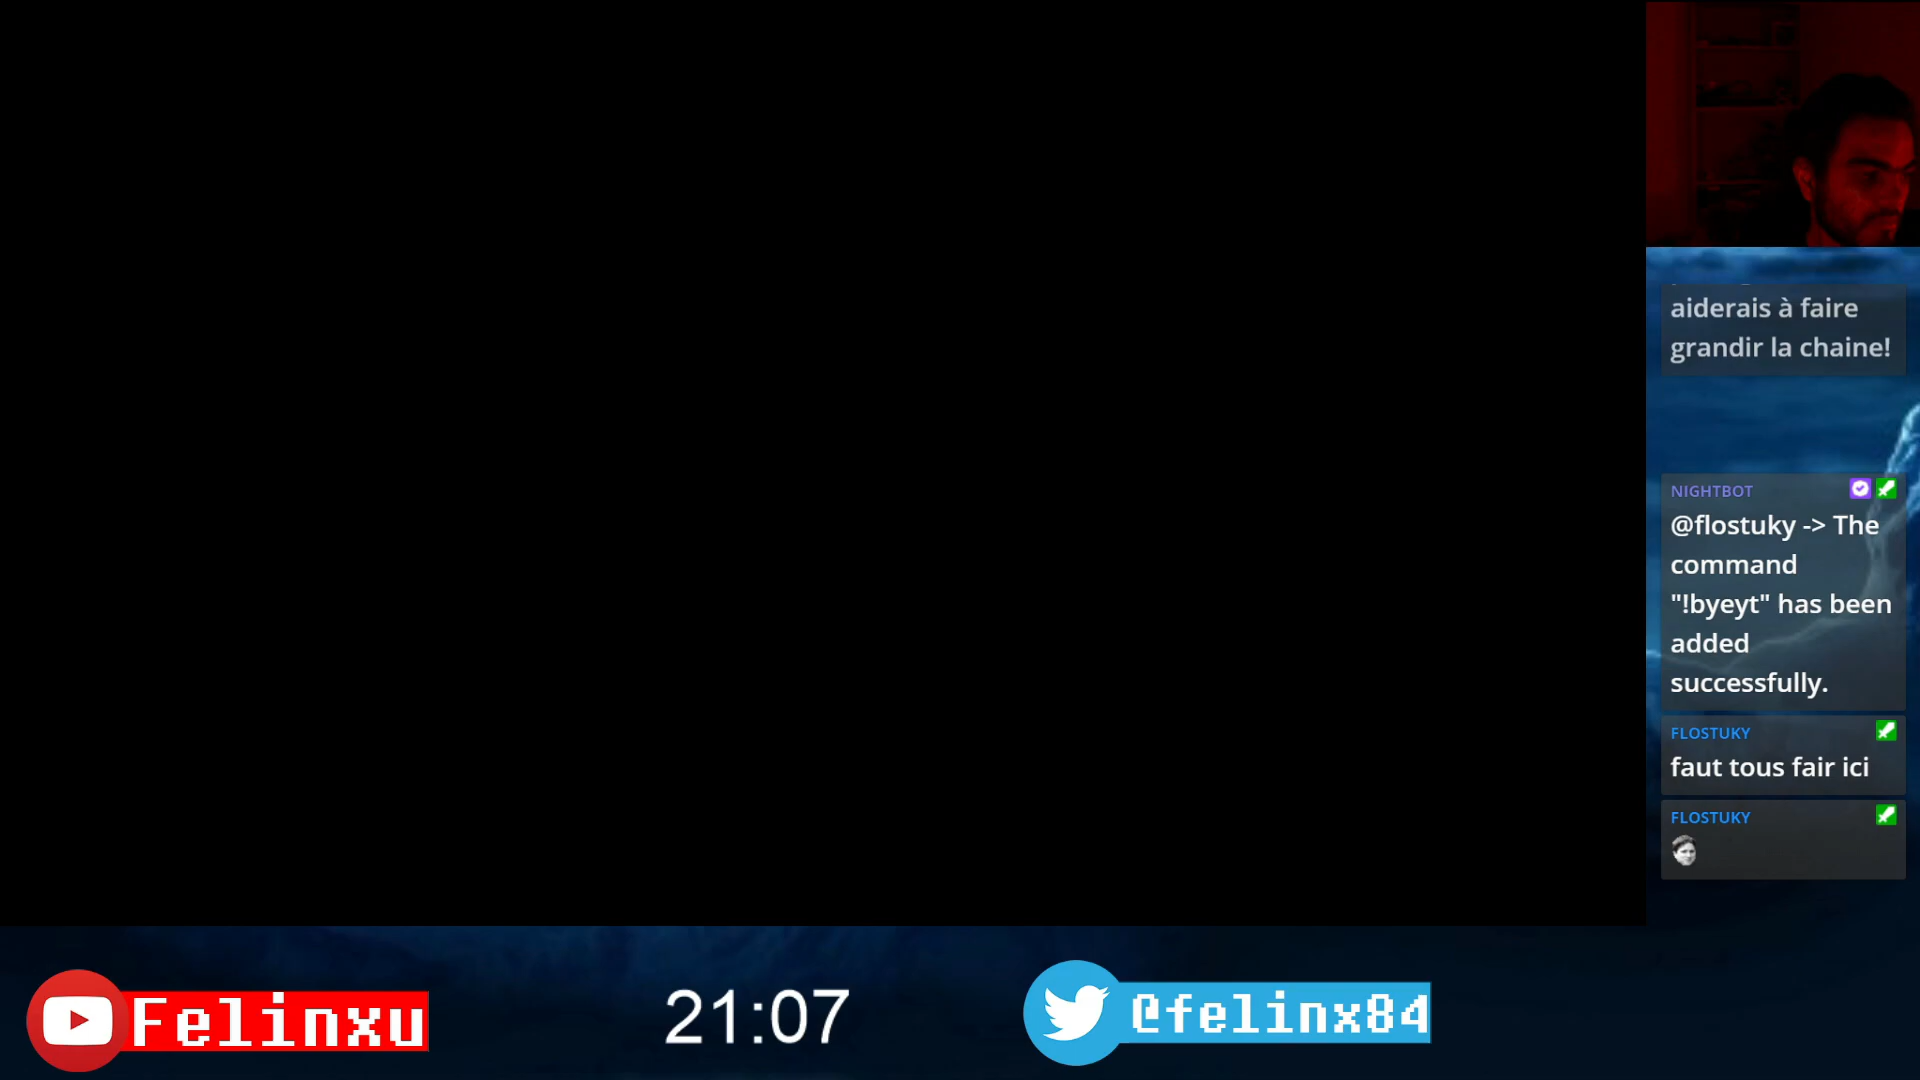 aiderais à faire
grandir la chaine!
NIGHTBOT
@flostuky -> The
command
"!byeyt" has been
added
successfully.
FLOSTUKY
faut tous fair ici
FLOSTUKY
Felinxu
21:07
@felinx84